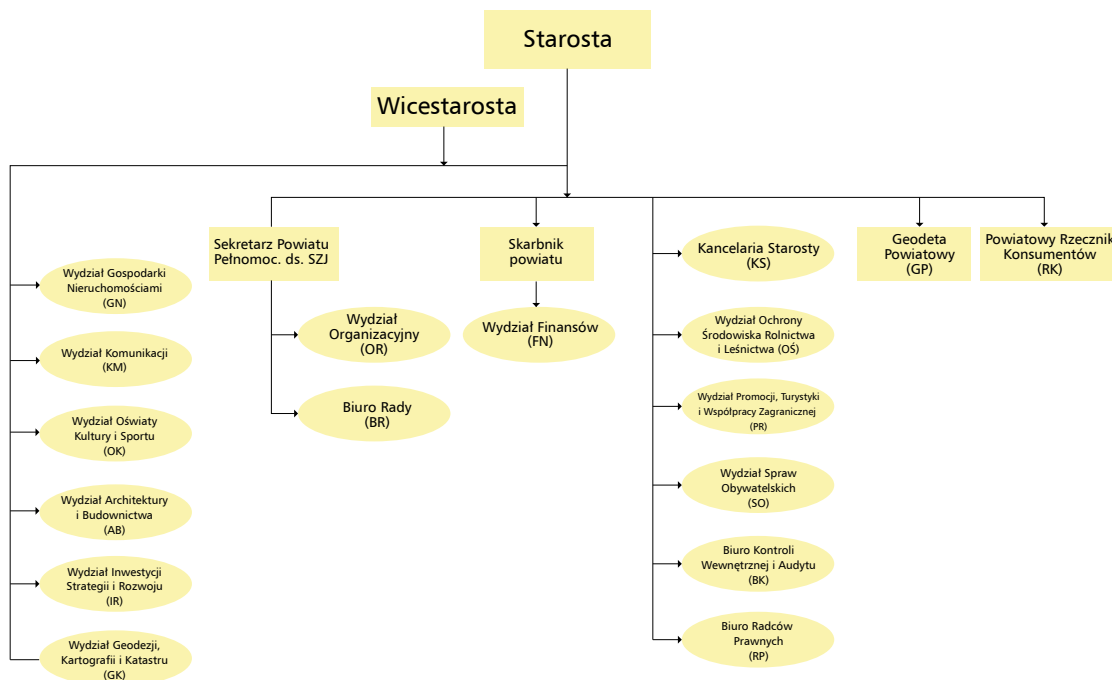 Starosta
Wicestarosta
Sekretarz Powiatu
Pełnomoc. ds. SZJ
Skarbnik
powiatu
Kancelaria Starosty
(KS)
Geodeta
Powiatowy
(GP)
Powiatowy Rzecznik
Konsumentów
(RK)
Wydział Gospodarki
Nieruchomościami
(GN)
Wydział Komunikacji
(KM)
Wydział Oświaty
Kultury i Sportu
(OK)
Wydział Architektury
i Budownictwa
(AB)
Wydział Inwestycji
Strategii i Rozwoju
(IR)
Wydział Geodezji,
Kartografii i Katastru
(GK)
Wydział
Organizacyjny
(OR)
Biuro Rady
(BR)
Wydział Finansów
(FN)
Wydział Ochrony
Środowiska Rolnictwa
i Leśnictwa (OŚ)
Wydział Promocji, Turystyki
i Współpracy Zagranicznej
(PR)
Wydział Spraw
Obywatelskich
(SO)
Biuro Kontroli
Wewnętrznej i Audytu
(BK)
Biuro Radców
Prawnych
(RP)